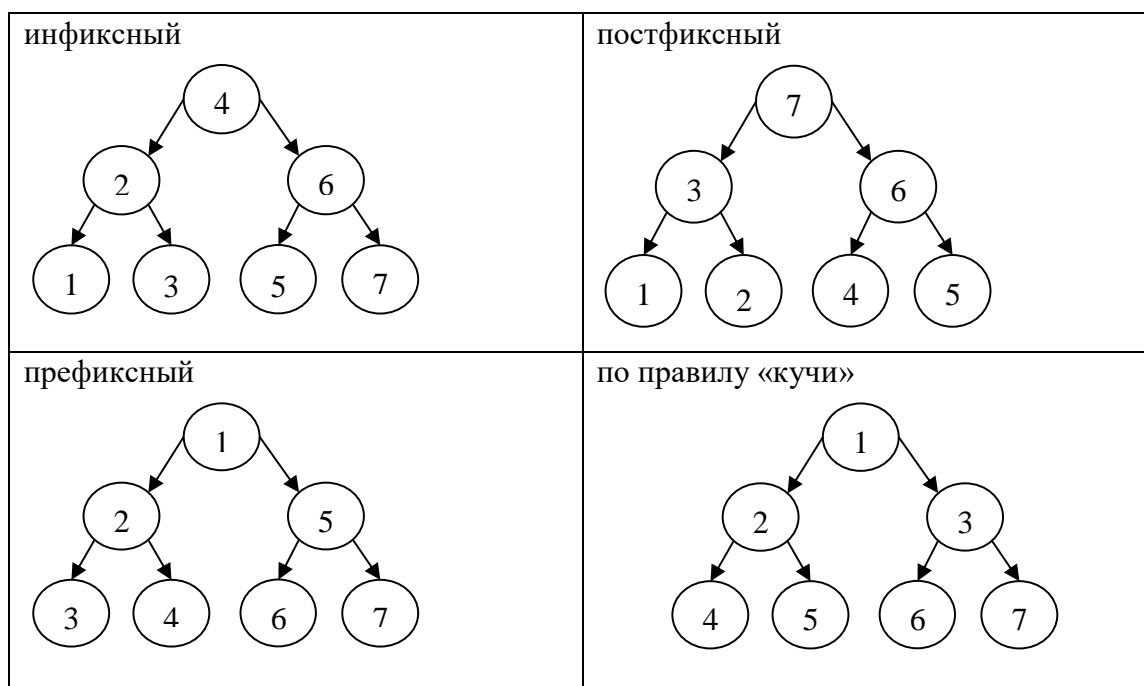 инфиксный
4
2 6
1 3 5 7
постфиксный
7
3 6
1 2 4 5
префиксный
1
2 5
3 4 6 7
по правилу «кучи»
1
2 3
4 5 6 7